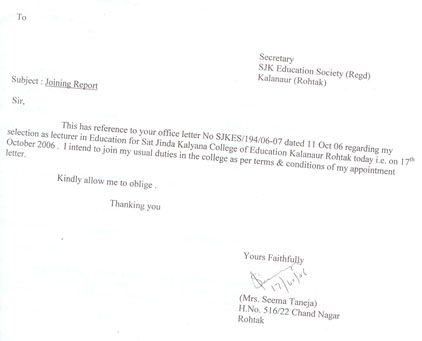 To
Secretary
SJK Education Society (Regd)
Kalanaur (Rohtak)
Subject : Joining Report
Sir,
This has reference to your office letter No SJKES/194/06-07 dated 11 Oct 06 regarding my
selection as lecturer in Education for Sat Jinda Kalyana College of Education Kalanaur Rohtak today i.e. on 17th
October 2006 . I intend to join my usual duties in the college as per terms & conditions of my appointment
letter.
Kindly allow me to oblige .
Thanking you
Yours Faithfully
17/10/06
(Mrs. Seema Taneja)
H.No. 516/22 Chand Nagar
Rohtak